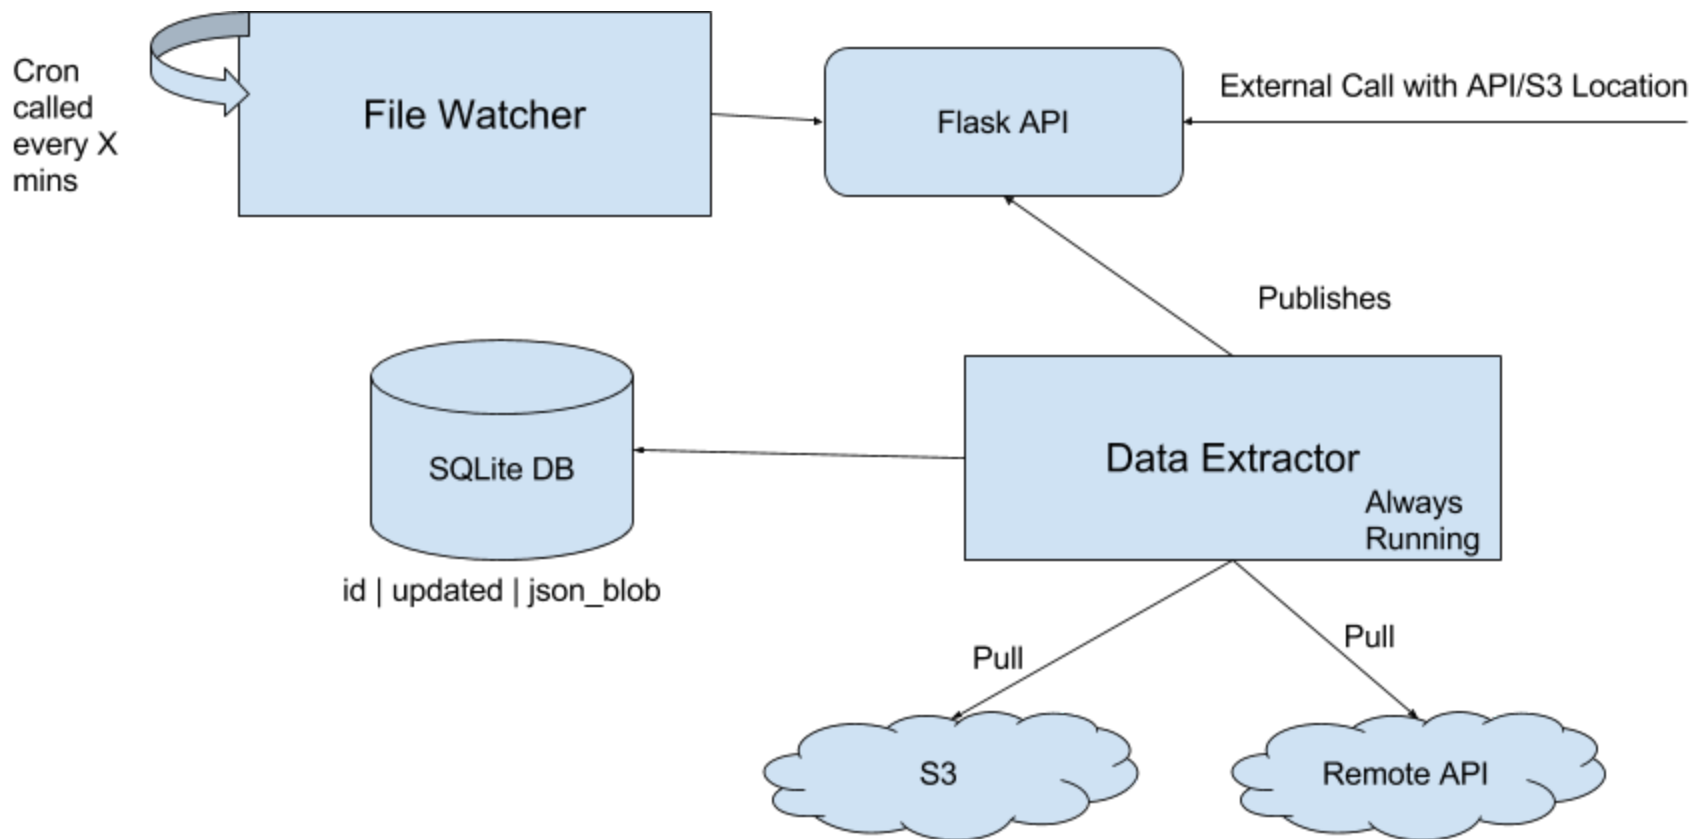 Cron
called
every X
mins
File Watcher
Flask API
External Call with API/S3 Location
Publishes
SQLite DB
id | updated | json_blob
Data Extractor
Always
Running
Pull
Pull
S3
Remote API